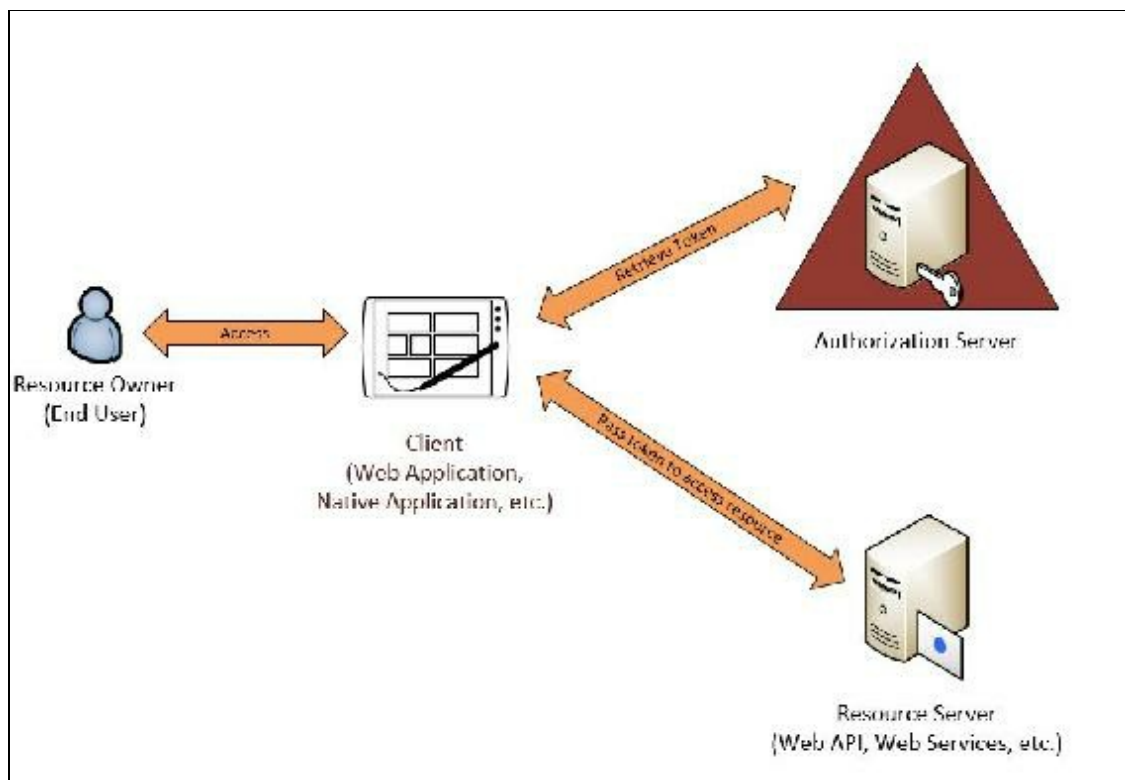 Retrieve Token
Authorization Server
Access
Resource Owner
(End User)
Client
(Web Application,
Native Application, etc.)
Pass token to access resource
Resource Server
(Web API, Web Services, etc.)